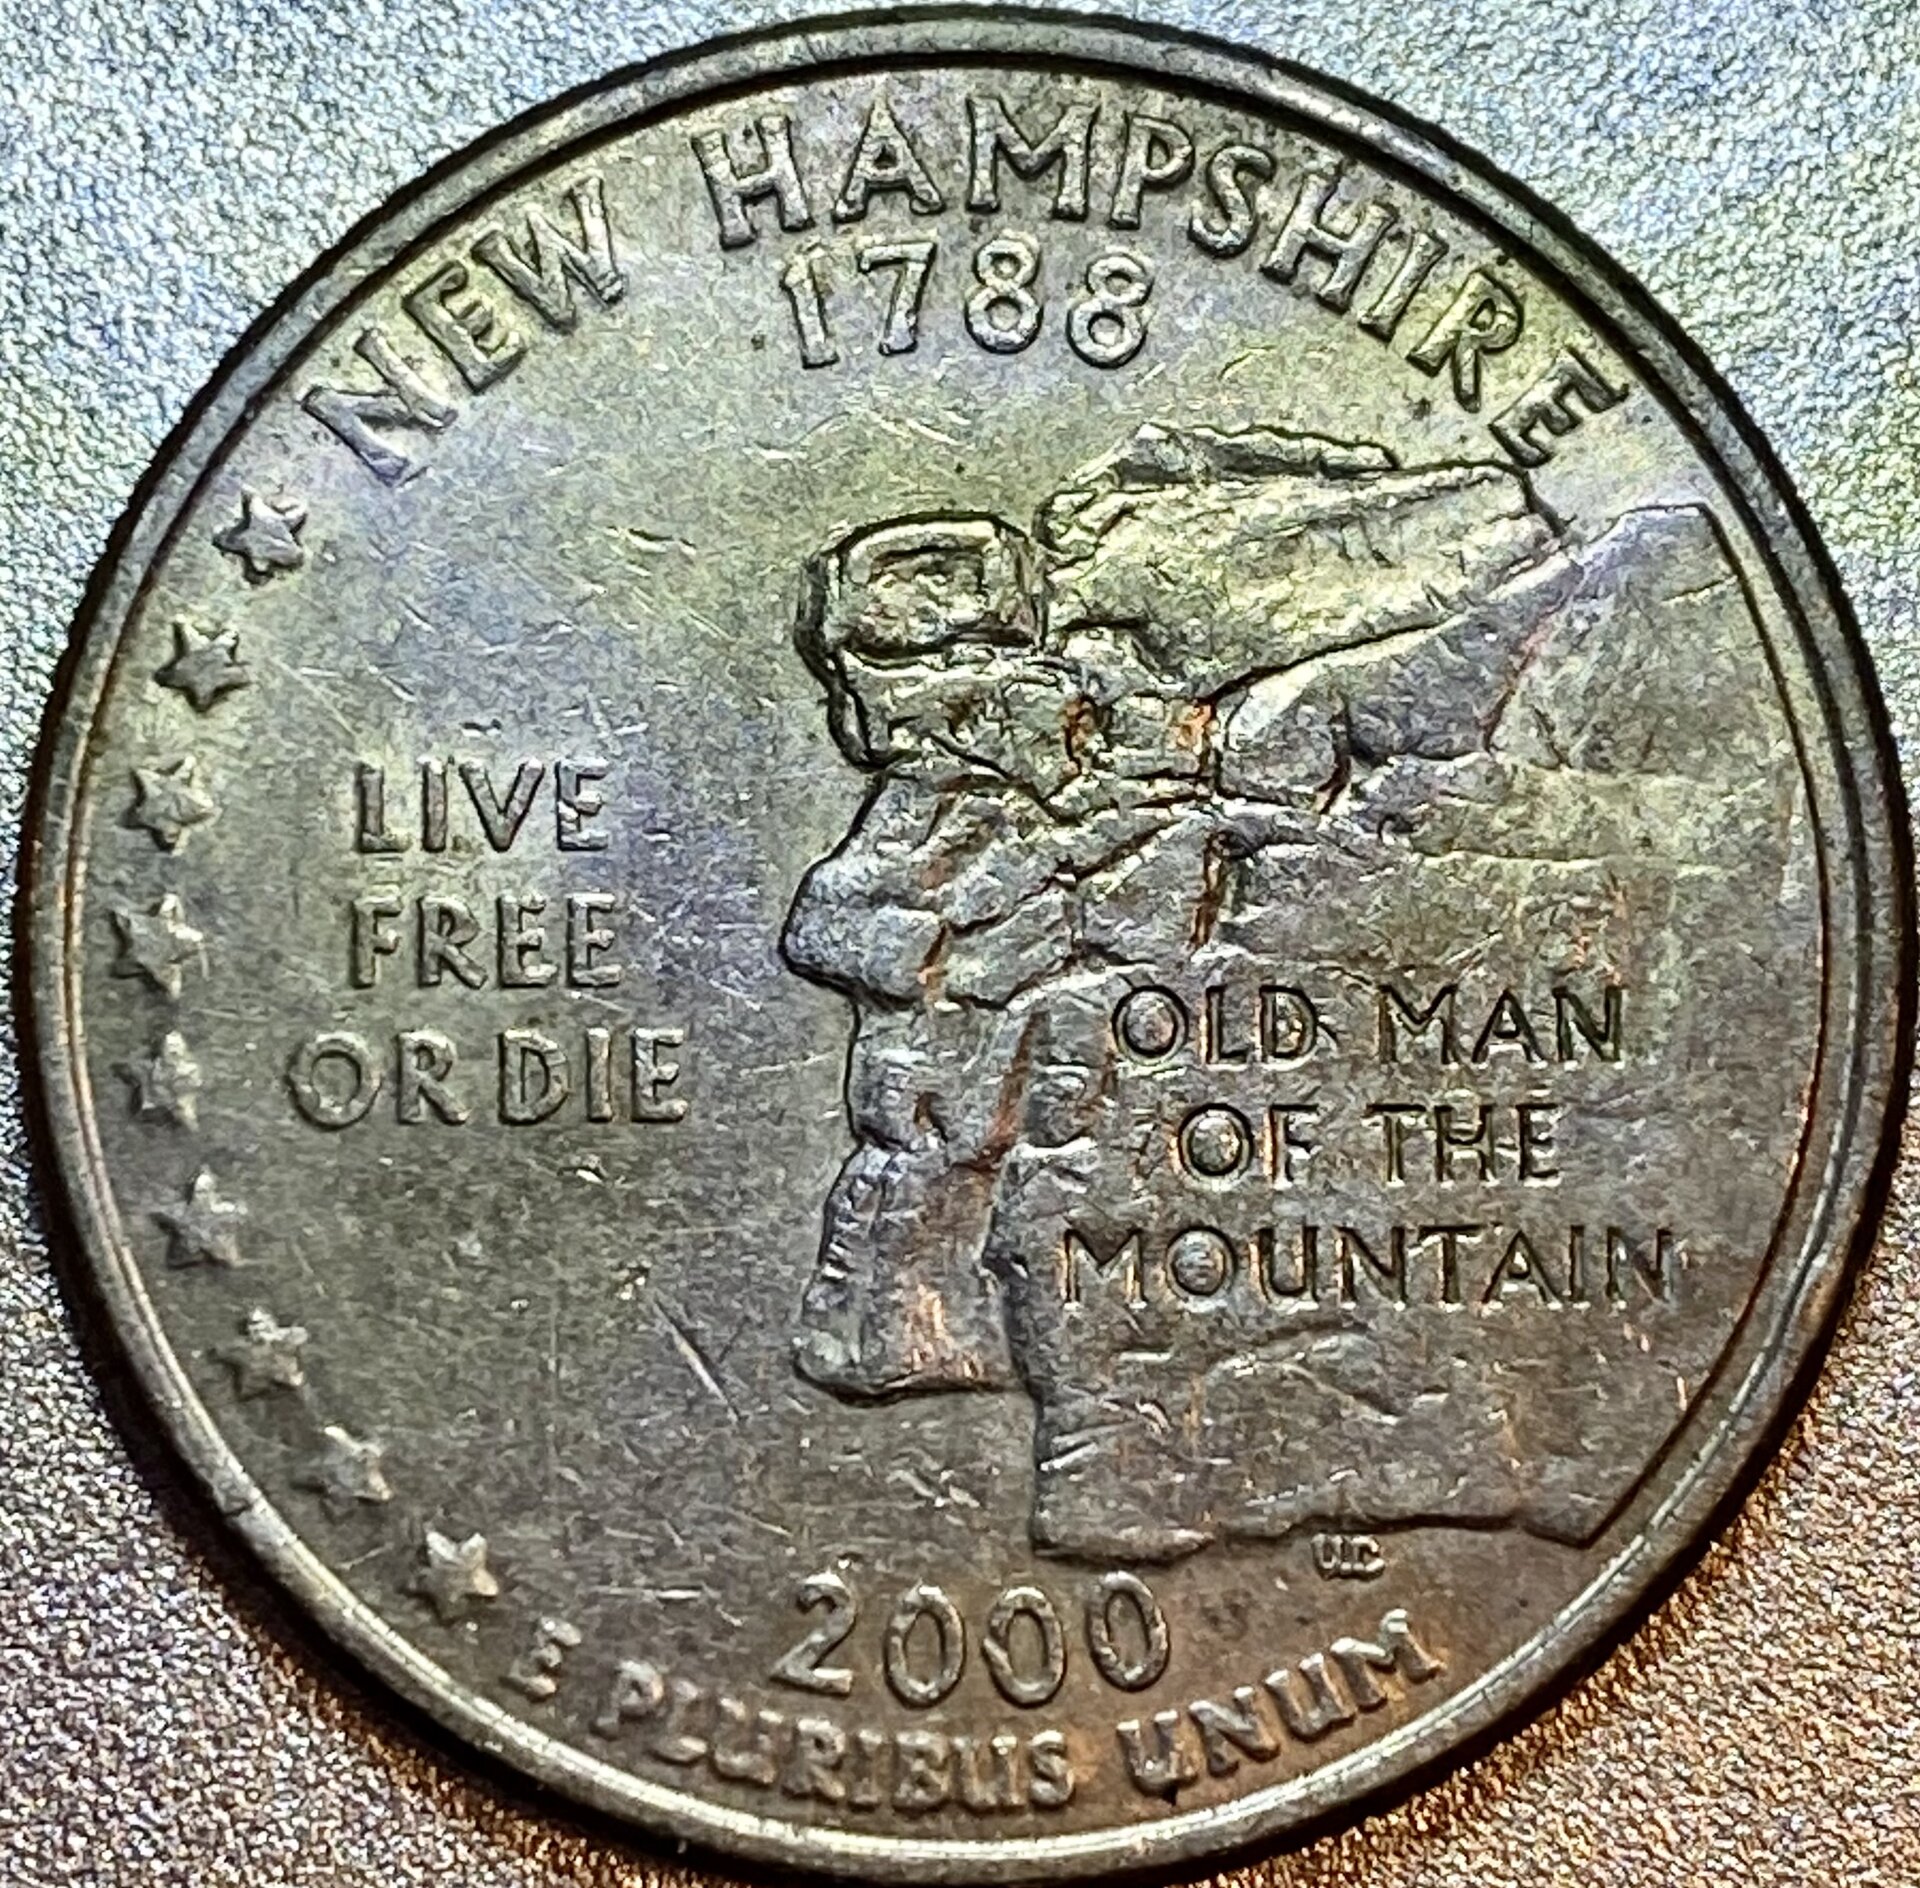 NEW HAMPSHIRE
1788
LIVE
FREE
OR DIE
OLD MAN
OF THE
MOUNTAIN
2000
E PLURIBUS UNUM